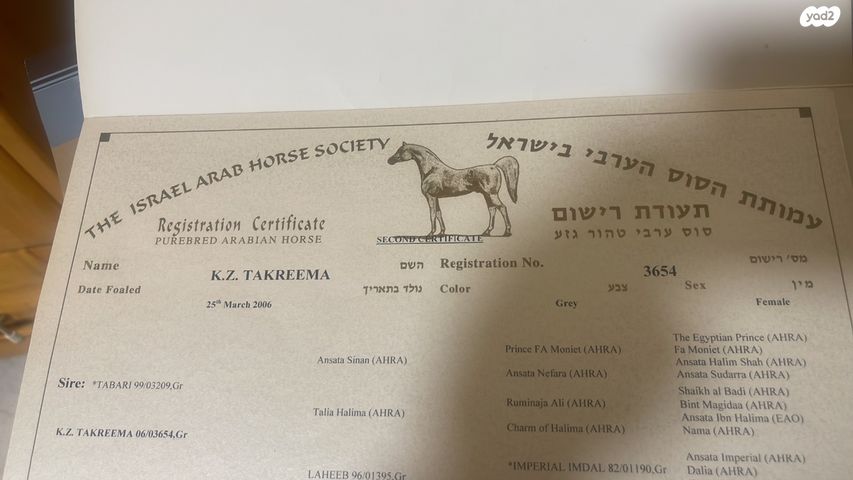 yad2
THE ISRAEL ARAB HORSE SOCIETY
עמותת הסוס הערבי בישראל
Registration Certificate
תעודת רישום
PUREBRED ARABIAN HORSE
סוס ערבי טהור גזע
SECOND CERTIFICATE
Name K.Z. TAKREEMA השם Registration No. 3654 מס׳ רישום
Date Foaled 25th March 2006 נולד בתאריך Color Grey צבע Sex Female מין
The Egyptian Prince (AHRA)
Prince FA Moniet (AHRA) Fa Moniet (AHRA)
Ansata Sinan (AHRA) Ansata Halim Shah (AHRA)
Ansata Nefara (AHRA) Ansata Sudarra (AHRA)
Sire: *TABARI 99/03209,Gr
Shaikh al Badi (AHRA)
Ruminaja Ali (AHRA) Bint Magidaa (AHRA)
Talia Halima (AHRA) Ansata Ibn Halima (EAO)
Charm of Halima (AHRA) Nama (AHRA)
K.Z. TAKREEMA 06/03654,Gr
Ansata Imperial (AHRA)
*IMPERIAL IMDAL 82/01190,Gr Dalia (AHRA)
LAHEEB 96/01395,Gr